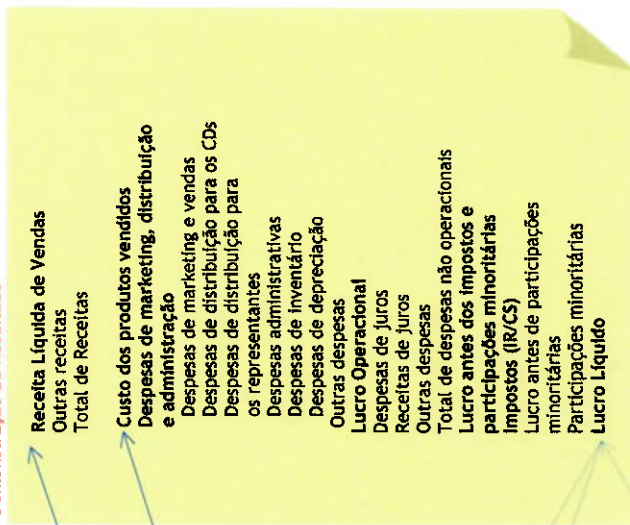 Receita Líquida de Vendas
Outras receitas
Total de Receitas
Custo dos produtos vendidos
Despesas de marketing, distribuição
e administração
Despesas de marketing e vendas
Despesas de distribuição para os CDs
Despesas de distribuição para
os representantes
Despesas administrativas
Despesas de inventário
Despesas de depreciação
Outras despesas
Lucro Operacional
Despesas de juros
Receitas de juros
Outras despesas
Total de despesas não operacionais
Lucro antes dos impostos e
participações minoritárias
Impostos (IR/CS)
Lucro antes de participações
minoritárias
Participações minoritárias
Lucro Líquido